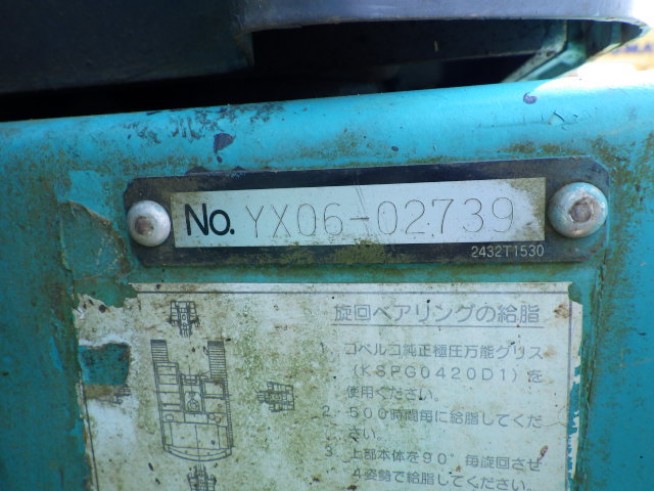 No. YX06-02739
2432T1530
旋回ベアリングの給脂
1. コベルコ純正極圧万能グリス
(KSPG0420D1)を
使用ください。
2. 500時間毎に給脂してくだ
さい。
3. 上部本体を90°毎旋回させ
4姿勢で給脂してください。